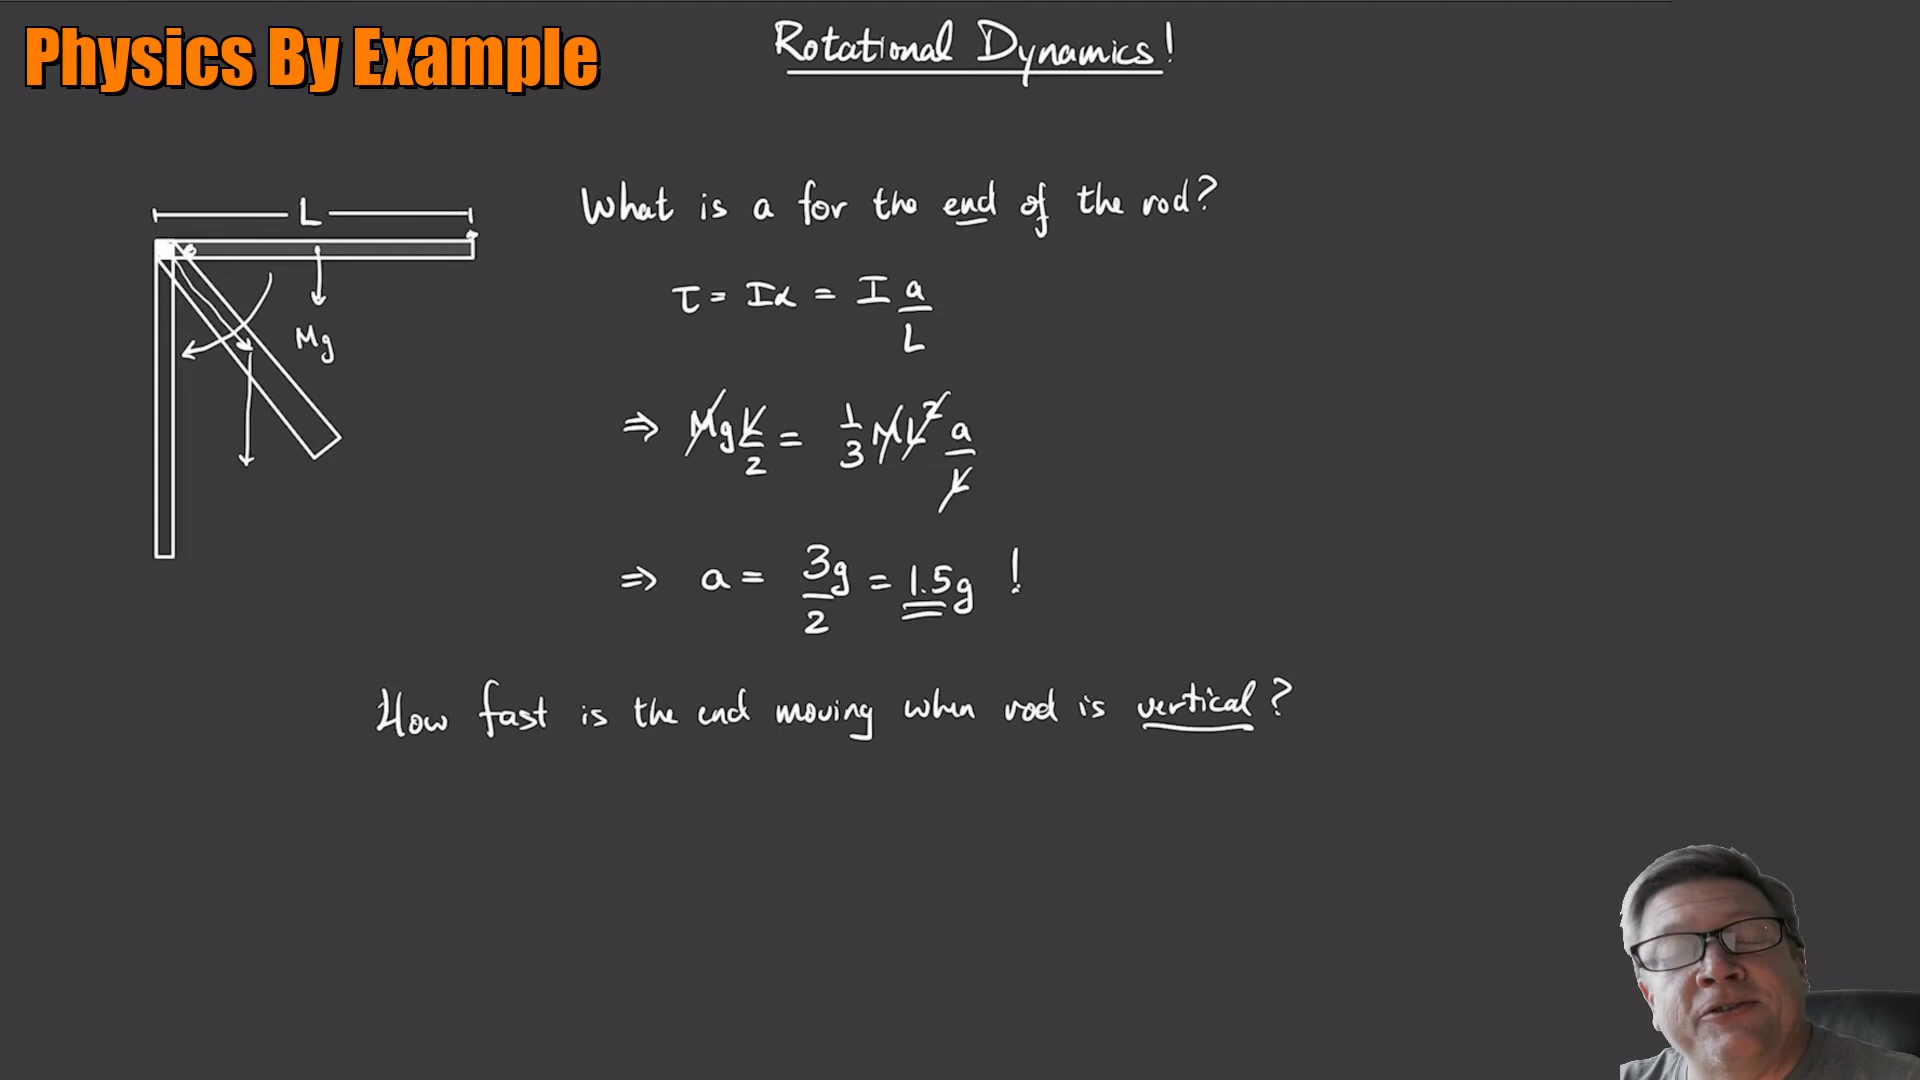 Physics By Example
Rotational Dynamics!
L
Mg
What is a for the end of the rod?
τ = Iα = I a/L
⇒ Mg L/2 = 1/3 ML² a/L
⇒ a = 3g/2 = 1.5g !
How fast is the end moving when rod is vertical?